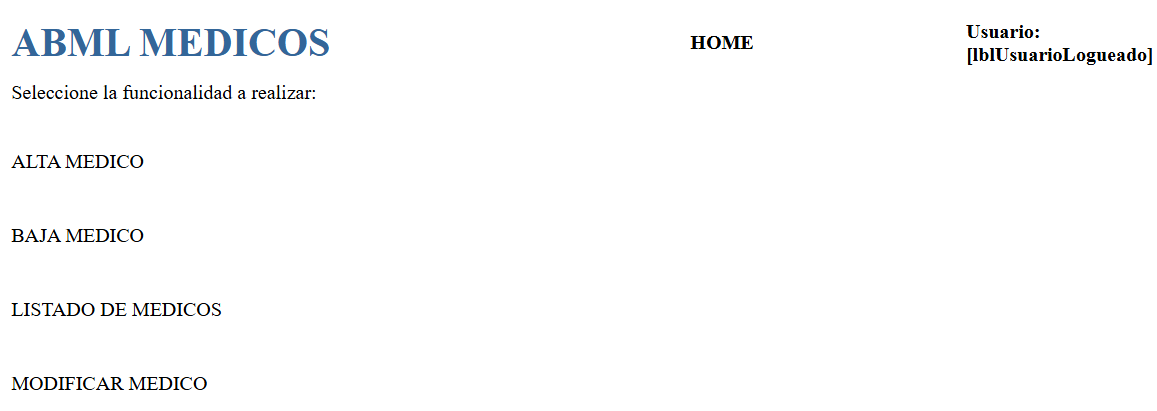 ABML MEDICOS
HOME
Usuario:
[lblUsuarioLogueado]
Seleccione la funcionalidad a realizar:
ALTA MEDICO
BAJA MEDICO
LISTADO DE MEDICOS
MODIFICAR MEDICO